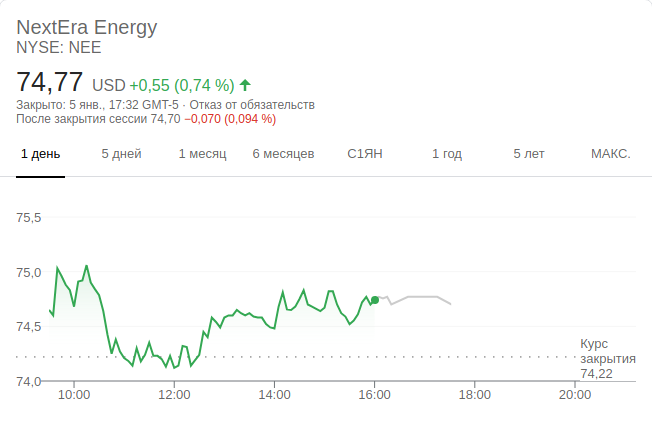 NextEra Energy
NYSE: NEE
74,77 USD +0,55 (0,74 %)
Закрыто: 5 янв., 17:32 GMT-5 · Отказ от обязательств
После закрытия сессии 74,70 −0,070 (0,094 %)
1 день 5 дней 1 месяц 6 месяцев С1ЯН 1 год 5 лет МАКС.
75,5
75,0
74,5
Курс
закрытия
74,22
74,0
10:00 12:00 14:00 16:00 18:00 20:00